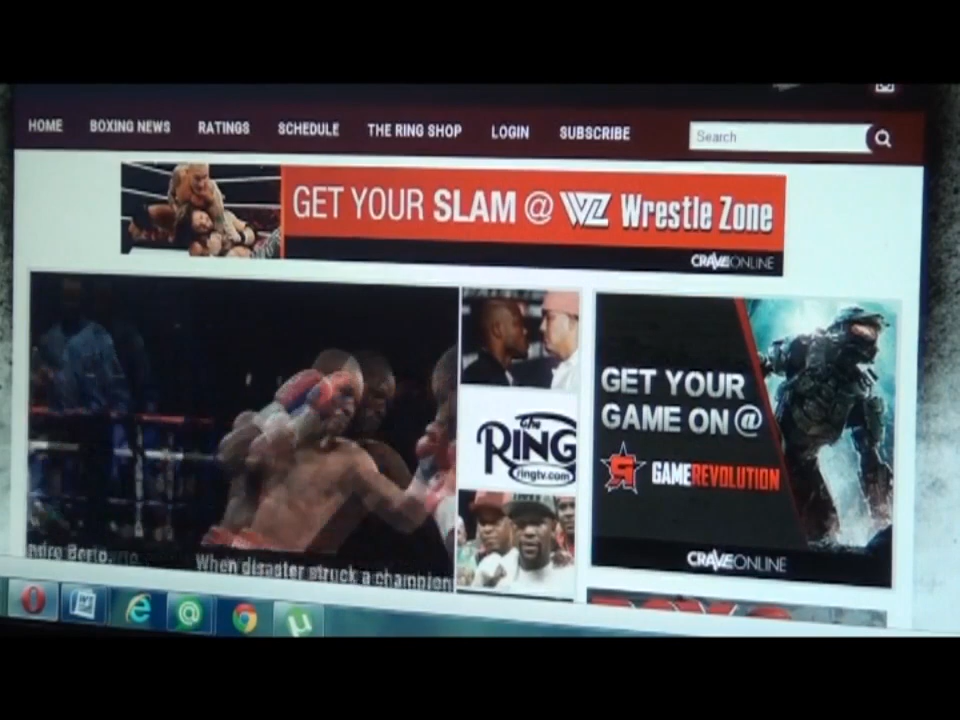 HOME BOXING NEWS RATINGS SCHEDULE THE RING SHOP LOGIN SUBSCRIBE Search
GET YOUR SLAM @ WZ Wrestle Zone
CRAVEONLINE
The
RING
ringtv.com
GET YOUR
GAME ON @
GAMEREVOLUTION
CRAVEONLINE
When disaster struck a champion